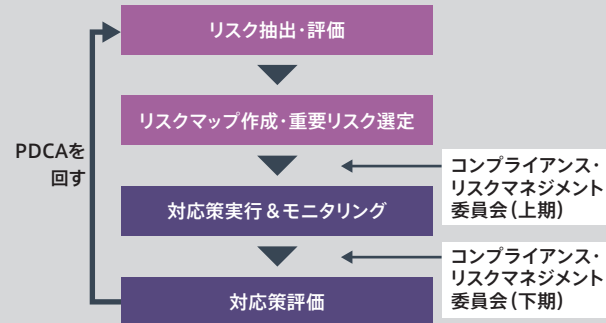 リスク抽出・評価
リスクマップ作成・重要リスク選定
PDCAを
回す
コンプライアンス・
リスクマネジメント
委員会(上期)
対応策実行&モニタリング
コンプライアンス・
リスクマネジメント
委員会(下期)
対応策評価